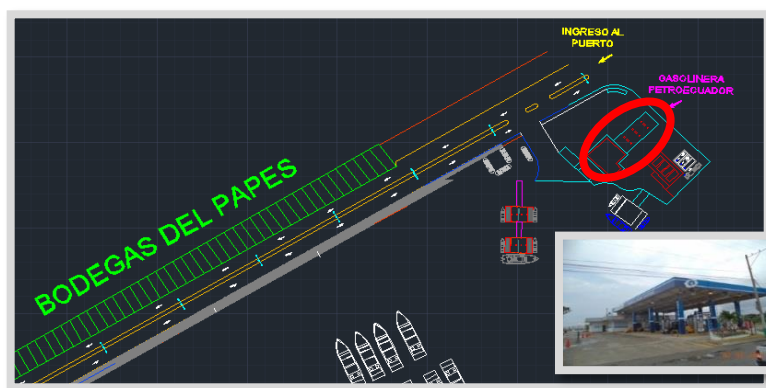 INGRESO AL
PUERTO
GASOLINERA
PETROECUADOR
BODEGAS DEL PAPES